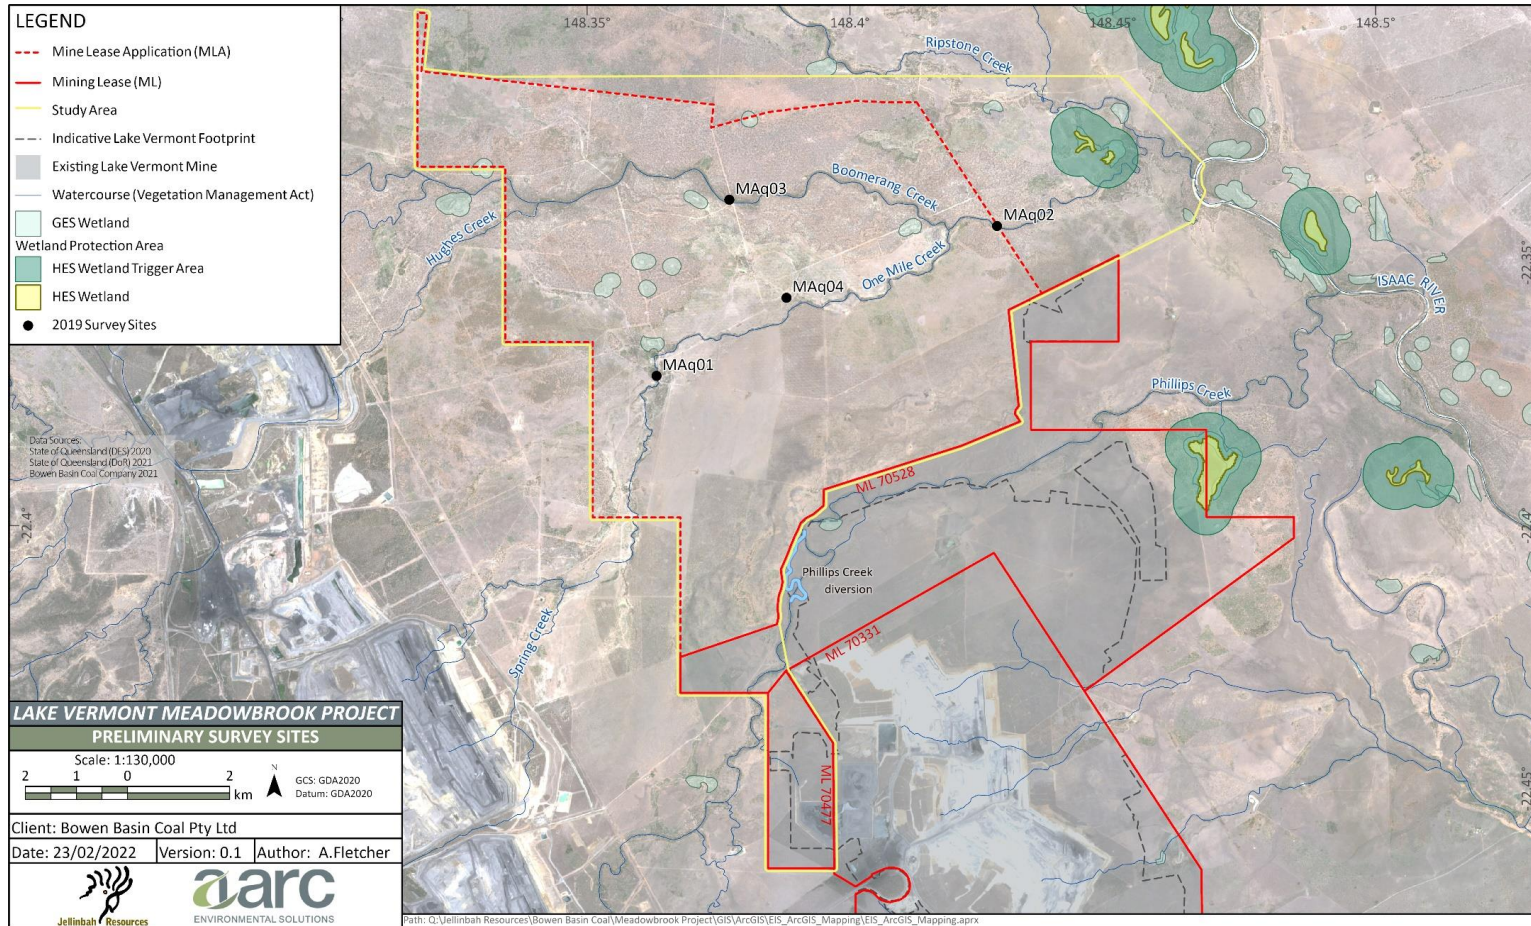 LEGEND
Mine Lease Application (MLA)
Mining Lease (ML)
Study Area
Indicative Lake Vermont Footprint
Existing Lake Vermont Mine
Watercourse (Vegetation Management Act)
GES Wetland
Wetland Protection Area
HES Wetland Trigger Area
HES Wetland
2019 Survey Sites
148.35°
148.4°
148.45°
148.5°
Ripstone Creek
MAq03
Boomerang Creek
MAq02
Hughes Creek
One Mile Creek
MAq04
-22.35°
ISAAC RIVER
MAq01
Phillips Creek
Data Sources:
State of Queensland (DES) 2020
State of Queensland (DoR) 2021
Bowen Basin Coal Company 2021
ML 70528
-22.4°
-22.4°
Phillips Creek
diversion
Spring Creek
ML 70331
ML 70477
-22.45°
LAKE VERMONT MEADOWBROOK PROJECT
PRELIMINARY SURVEY SITES
Scale: 1:130,000
2 1 0 2
km
N
GCS: GDA2020
Datum: GDA2020
Client: Bowen Basin Coal Pty Ltd
Date: 23/02/2022 Version: 0.1 Author: A.Fletcher
Jellinbah Resources
aarc
ENVIRONMENTAL SOLUTIONS
Path: Q:\Jellinbah Resources\Bowen Basin Coal\Meadowbrook Project\GIS\ArcGIS\EIS_ArcGIS_Mapping\EIS_ArcGIS_Mapping.aprx